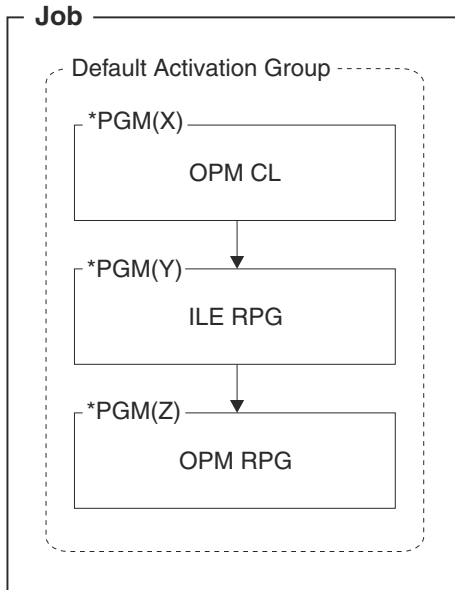 Job
Default Activation Group
*PGM(X)
OPM CL
*PGM(Y)
ILE RPG
*PGM(Z)
OPM RPG